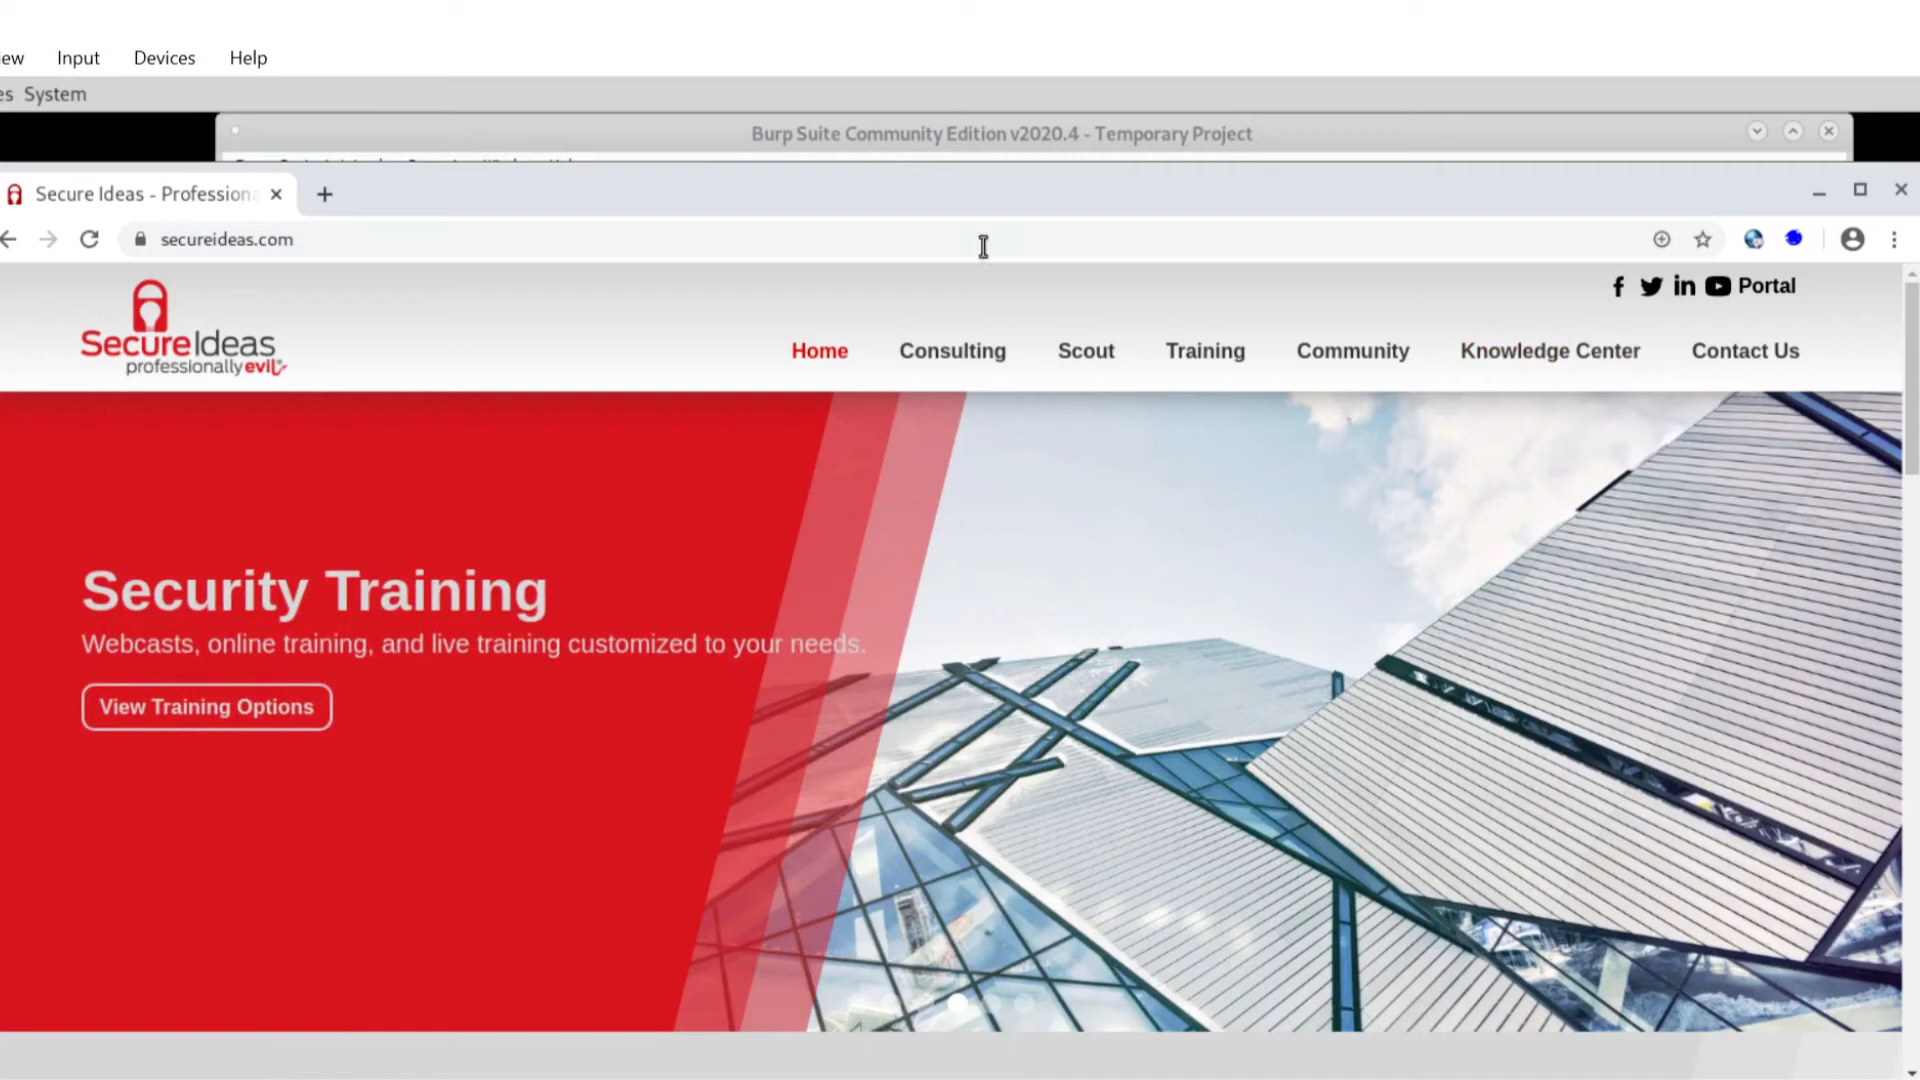 ew Input Devices Help
es System
Burp Suite Community Edition v2020.4 - Temporary Project
Secure Ideas - Professiona
secureideas.com
Portal
SecureIdeas
professionallyevil
Home Consulting Scout Training Community Knowledge Center Contact Us
Security Training
Webcasts, online training, and live training customized to your needs.
View Training Options